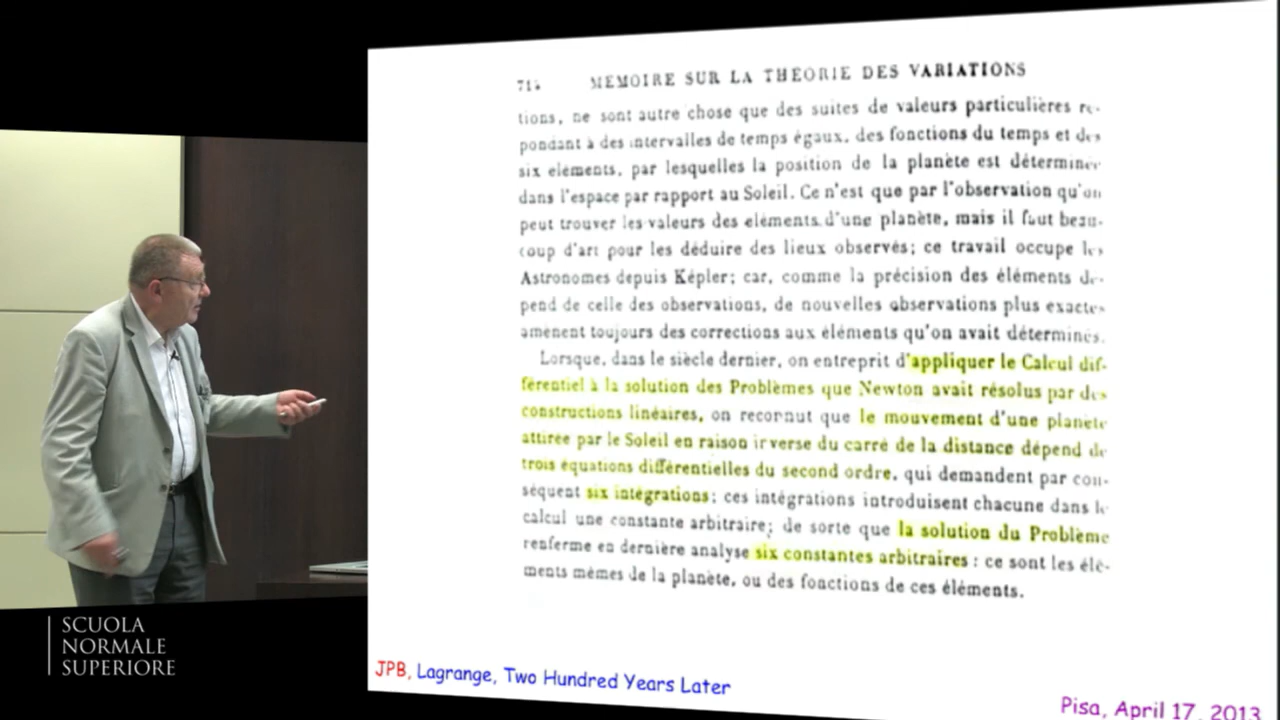 714 MÉMOIRE SUR LA THÉORIE DES VARIATIONS
tions, ne sont autre chose que des suites de valeurs particulières ré-
pondant à des intervalles de temps égaux, des fonctions du temps et des
six éléments, par lesquelles la position de la planète est déterminée
dans l'espace par rapport au Soleil. Ce n'est que par l'observation qu'on
peut trouver les valeurs des éléments d'une planète, mais il faut beau-
coup d'art pour les déduire des lieux observés; ce travail occupe les
Astronomes depuis Képler; car, comme la précision des éléments dé-
pend de celle des observations, de nouvelles observations plus exactes
amènent toujours des corrections aux éléments qu'on avait déterminés.
Lorsque, dans le siècle dernier, on entreprit d'appliquer le Calcul dif-
férentiel à la solution des Problèmes que Newton avait résolus par des
constructions linéaires, on reconnut que le mouvement d'une planète
attirée par le Soleil en raison inverse du carré de la distance dépend de
trois équations différentielles du second ordre, qui demandent par con-
séquent six intégrations; ces intégrations introduisent chacune dans le
calcul une constante arbitraire; de sorte que la solution du Problème
renferme en dernière analyse six constantes arbitraires : ce sont les élé-
ments mêmes de la planète, ou des fonctions de ces éléments.
JPB, Lagrange, Two Hundred Years Later
Pisa, April 17, 2013
SCUOLA
NORMALE
SUPERIORE